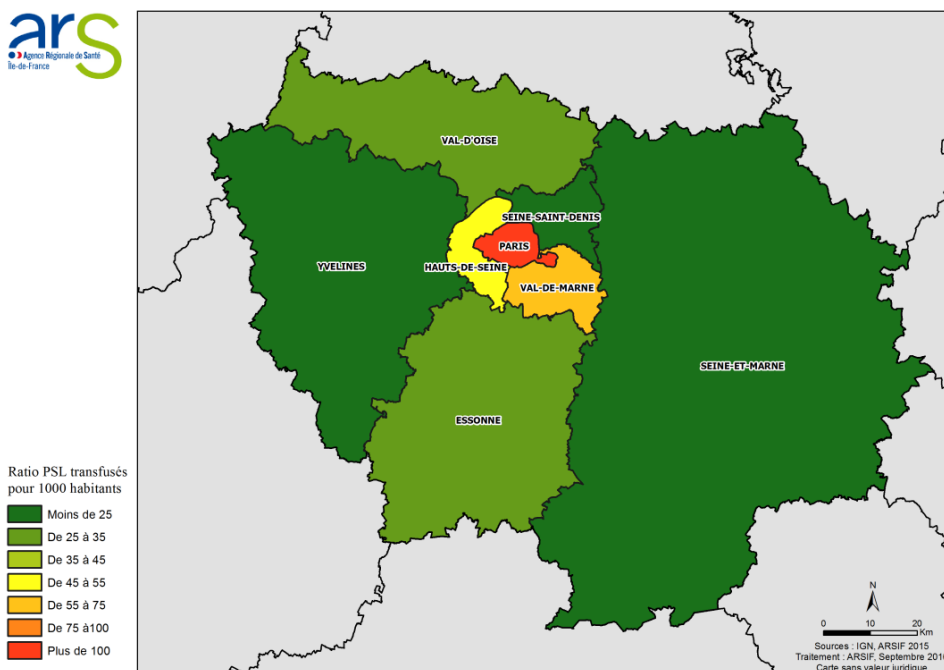 ars
Agence Régionale de Santé
Île-de-France
VAL-D'OISE
SEINE-SAINT-DENIS
PARIS
YVELINES
HAUTS-DE-SEINE
VAL-DE-MARNE
SEINE-ET-MARNE
ESSONNE
Ratio PSL transfusés
pour 1000 habitants
Moins de 25
De 25 à 35
De 35 à 45
De 45 à 55
De 55 à 75
De 75 à100
Plus de 100
N
0 10 20
Km
Sources : IGN, ARSIF 2015
Traitement : ARSIF, Septembre 2016
Carte sans valeur juridique